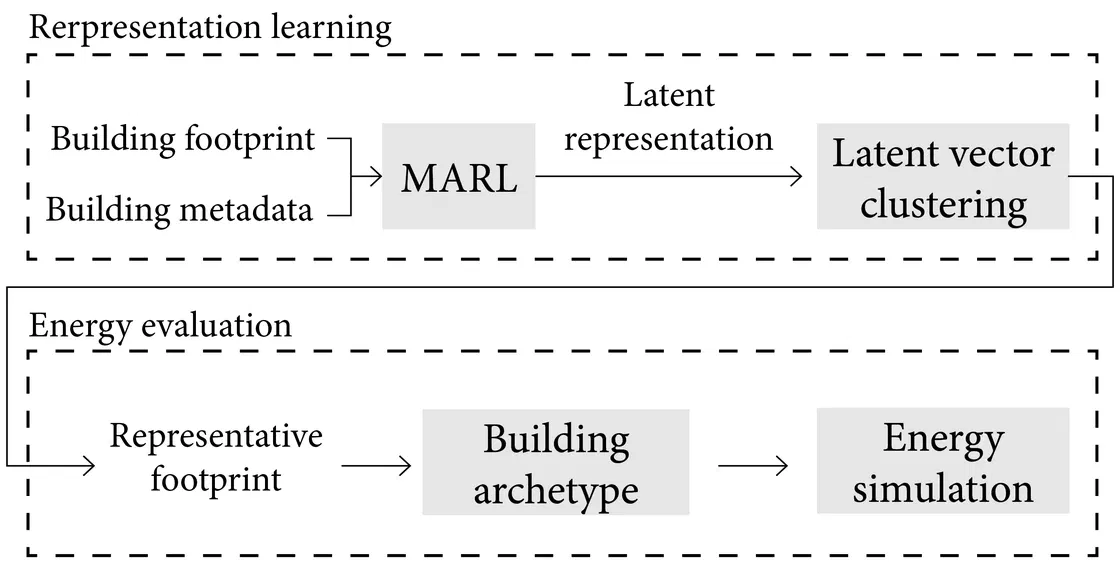 Rerpresentation learning
Building footprint
Building metadata
MARL
Latent
representation
Latent vector
clustering
Energy evaluation
Representative
footprint
Building
archetype
Energy
simulation